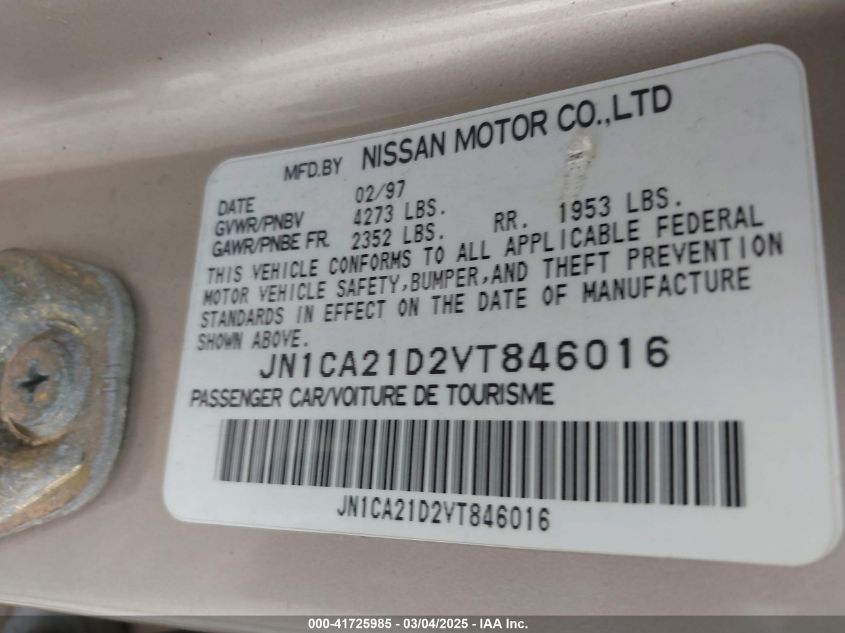 MFD.BY NISSAN MOTOR CO.,LTD
DATE 02/97
GVWR/PNBV 4273 LBS.
GAWR/PNBE FR. 2352 LBS. RR. 1953 LBS.
THIS VEHICLE CONFORMS TO ALL APPLICABLE FEDERAL
MOTOR VEHICLE SAFETY,BUMPER,AND THEFT PREVENTION
STANDARDS IN EFFECT ON THE DATE OF MANUFACTURE
SHOWN ABOVE.
JN1CA21D2VT846016
PASSENGER CAR/VOITURE DE TOURISME
JN1CA21D2VT846016
000-41725985 - 03/04/2025 - IAA Inc.